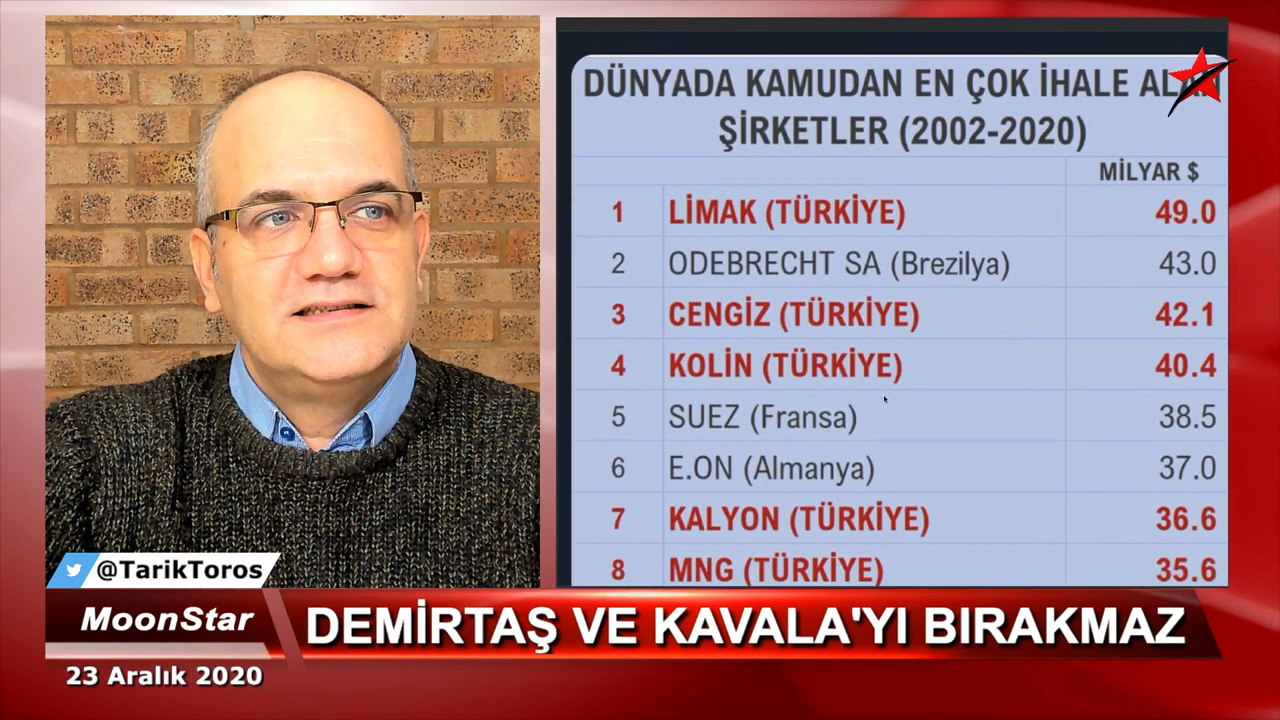 DÜNYADA KAMUDAN EN ÇOK İHALE
ŞİRKETLER (2002-2020)
MİLYAR $
1 LİMAK (TÜRKİYE) 49.0
2 ODEBRECHT SA (Brezilya) 43.0
3 CENGİZ (TÜRKİYE) 42.1
4 KOLİN (TÜRKİYE) 40.4
5 SUEZ (Fransa) 38.5
6 E.ON (Almanya) 37.0
7 KALYON (TÜRKİYE) 36.6
8 MNG (TÜRKİYE) 35.6
@TarikToros
MoonStar
DEMİRTAŞ VE KAVALA'YI BIRAKMAZ
23 Aralık 2020